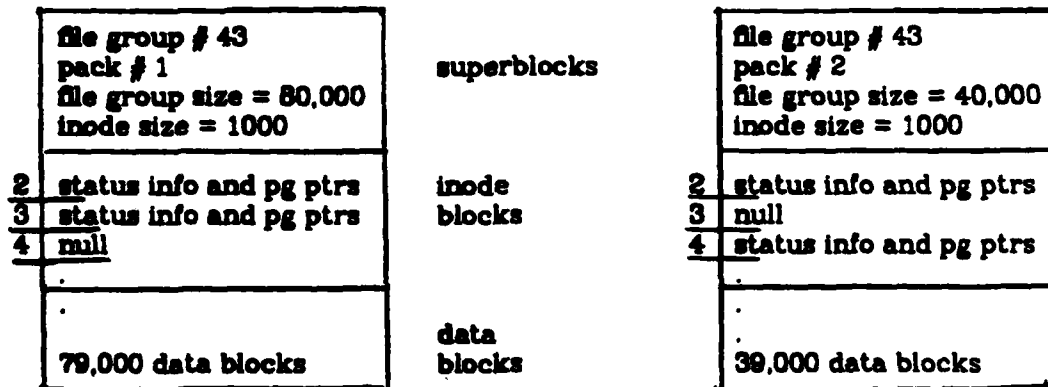 file group # 43
pack # 1
file group size = 80,000
inode size = 1000
superblocks
file group # 43
pack # 2
file group size = 40,000
inode size = 1000
2 status info and pg ptrs
3 status info and pg ptrs
4 null
.
inode
blocks
2 status info and pg ptrs
3 null
4 status info and pg ptrs
.
.
79,000 data blocks
data
blocks
.
.
39,000 data blocks